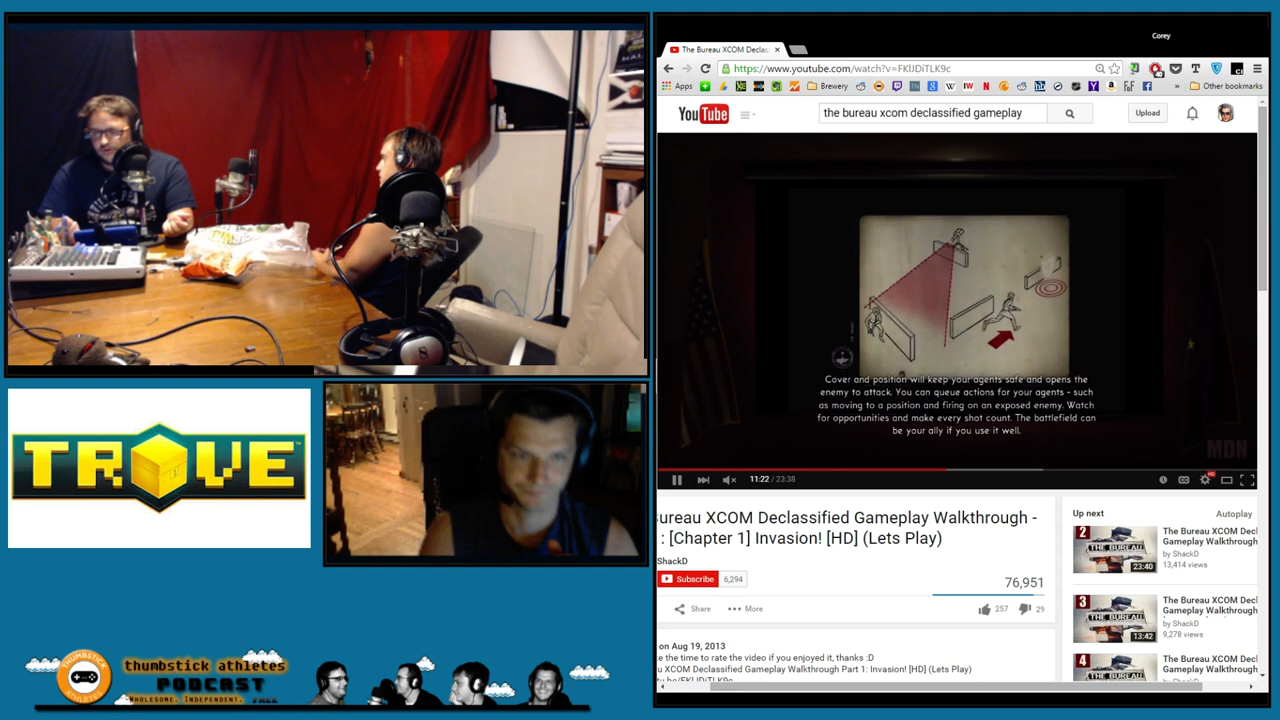 Corey
The Bureau XCOM Declas
https://www.youtube.com/watch?v=FKlJDiTLK9c
Apps
Brewery
Other bookmarks
YouTube
the bureau xcom declassified gameplay
Upload
Cover and position will keep your agents safe and opens the
enemy to attack. You can queue actions for your agents - such
as moving to a position and firing on an exposed enemy. Watch
for opportunities and make every shot count. The battlefield can
be your ally if you use it well.
MDN
11:22 / 23:38
Bureau XCOM Declassified Gameplay Walkthrough -
: [Chapter 1] Invasion! [HD] (Lets Play)
ShackD
Subscribe 6,294
76,951
Share
More
257
29
on Aug 19, 2013
e the time to rate the video if you enjoyed it, thanks :D
u XCOM Declassified Gameplay Walkthrough Part 1: Invasion! [HD] (Lets Play)
Up next
Autoplay
2
THE BUREAU
23:40
The Bureau XCOM Decl
Gameplay Walkthrough
by ShackD
13,414 views
3
THE BUREAU
13:42
The Bureau XCOM Decl
Gameplay Walkthrough
by ShackD
9,278 views
4
The Bureau XCOM Decl
Gameplay Walkthrough
TROVE
THUMBSTICK
ATHLETES
thumbstick athletes
PODCAST
WHOLESOME. INDEPENDENT. FREE